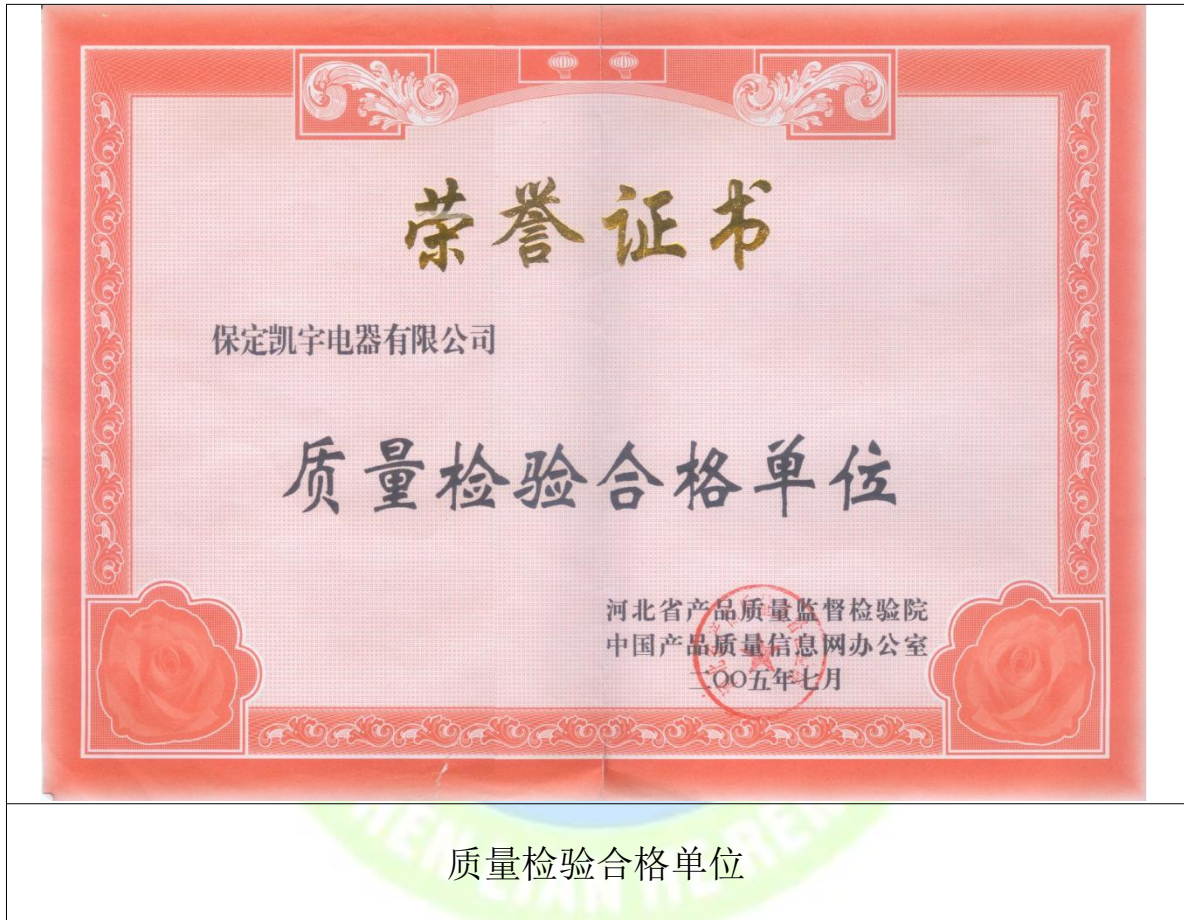 荣誉证书
保定凯宇电器有限公司
质量检验合格单位
河北省产品质量监督检验院
中国产品质量信息网办公室
二〇〇五年七月
质量检验合格单位